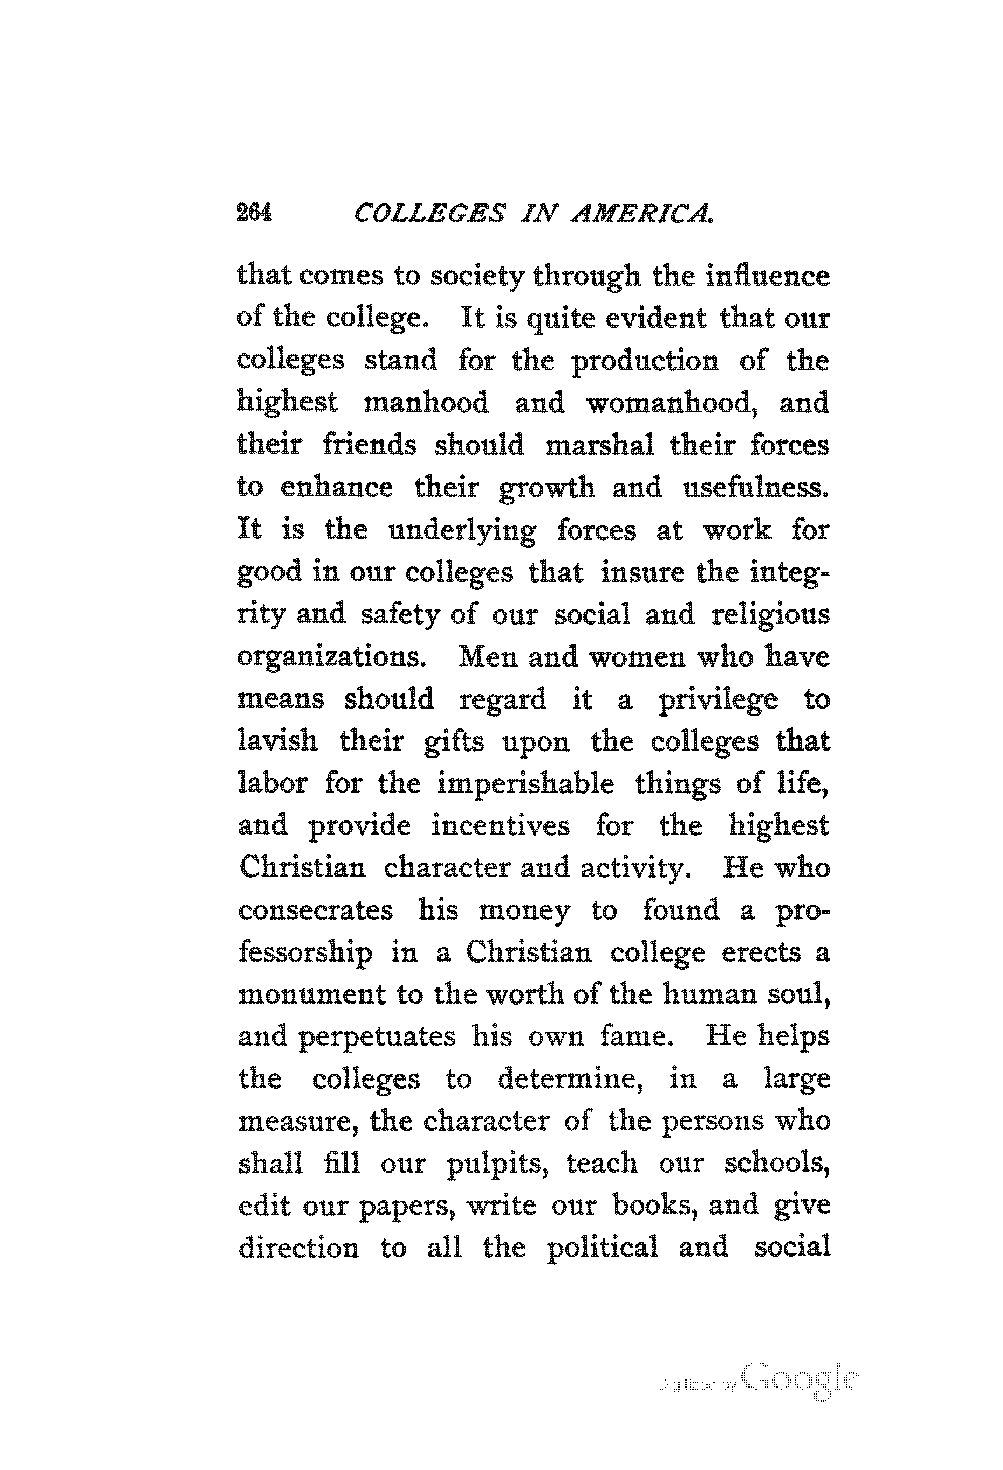 264 COLLEGES IN AMERICA.
that comes to society through the influence
of the college. It is quite evident that our
colleges stand for the production of the
highest manhood and womanhood, and
their friends should marshal their forces
to enhance their growth and usefulness.
It is the underlying forces at work for
good in our colleges that insure the integ-
rity and safety of our social and religious
organizations. Men and women who have
means should regard it a privilege to
lavish their gifts upon the colleges that
labor for the imperishable things of life,
and provide incentives for the highest
Christian character and activity. He who
consecrates his money to found a pro-
fessorship in a Christian college erects a
monument to the worth of the human soul,
and perpetuates his own fame. He helps
the colleges to determine, in a large
measure, the character of the persons who
shall fill our pulpits, teach our schools,
edit our papers, write our books, and give
direction to all the political and social
Digitized by Google